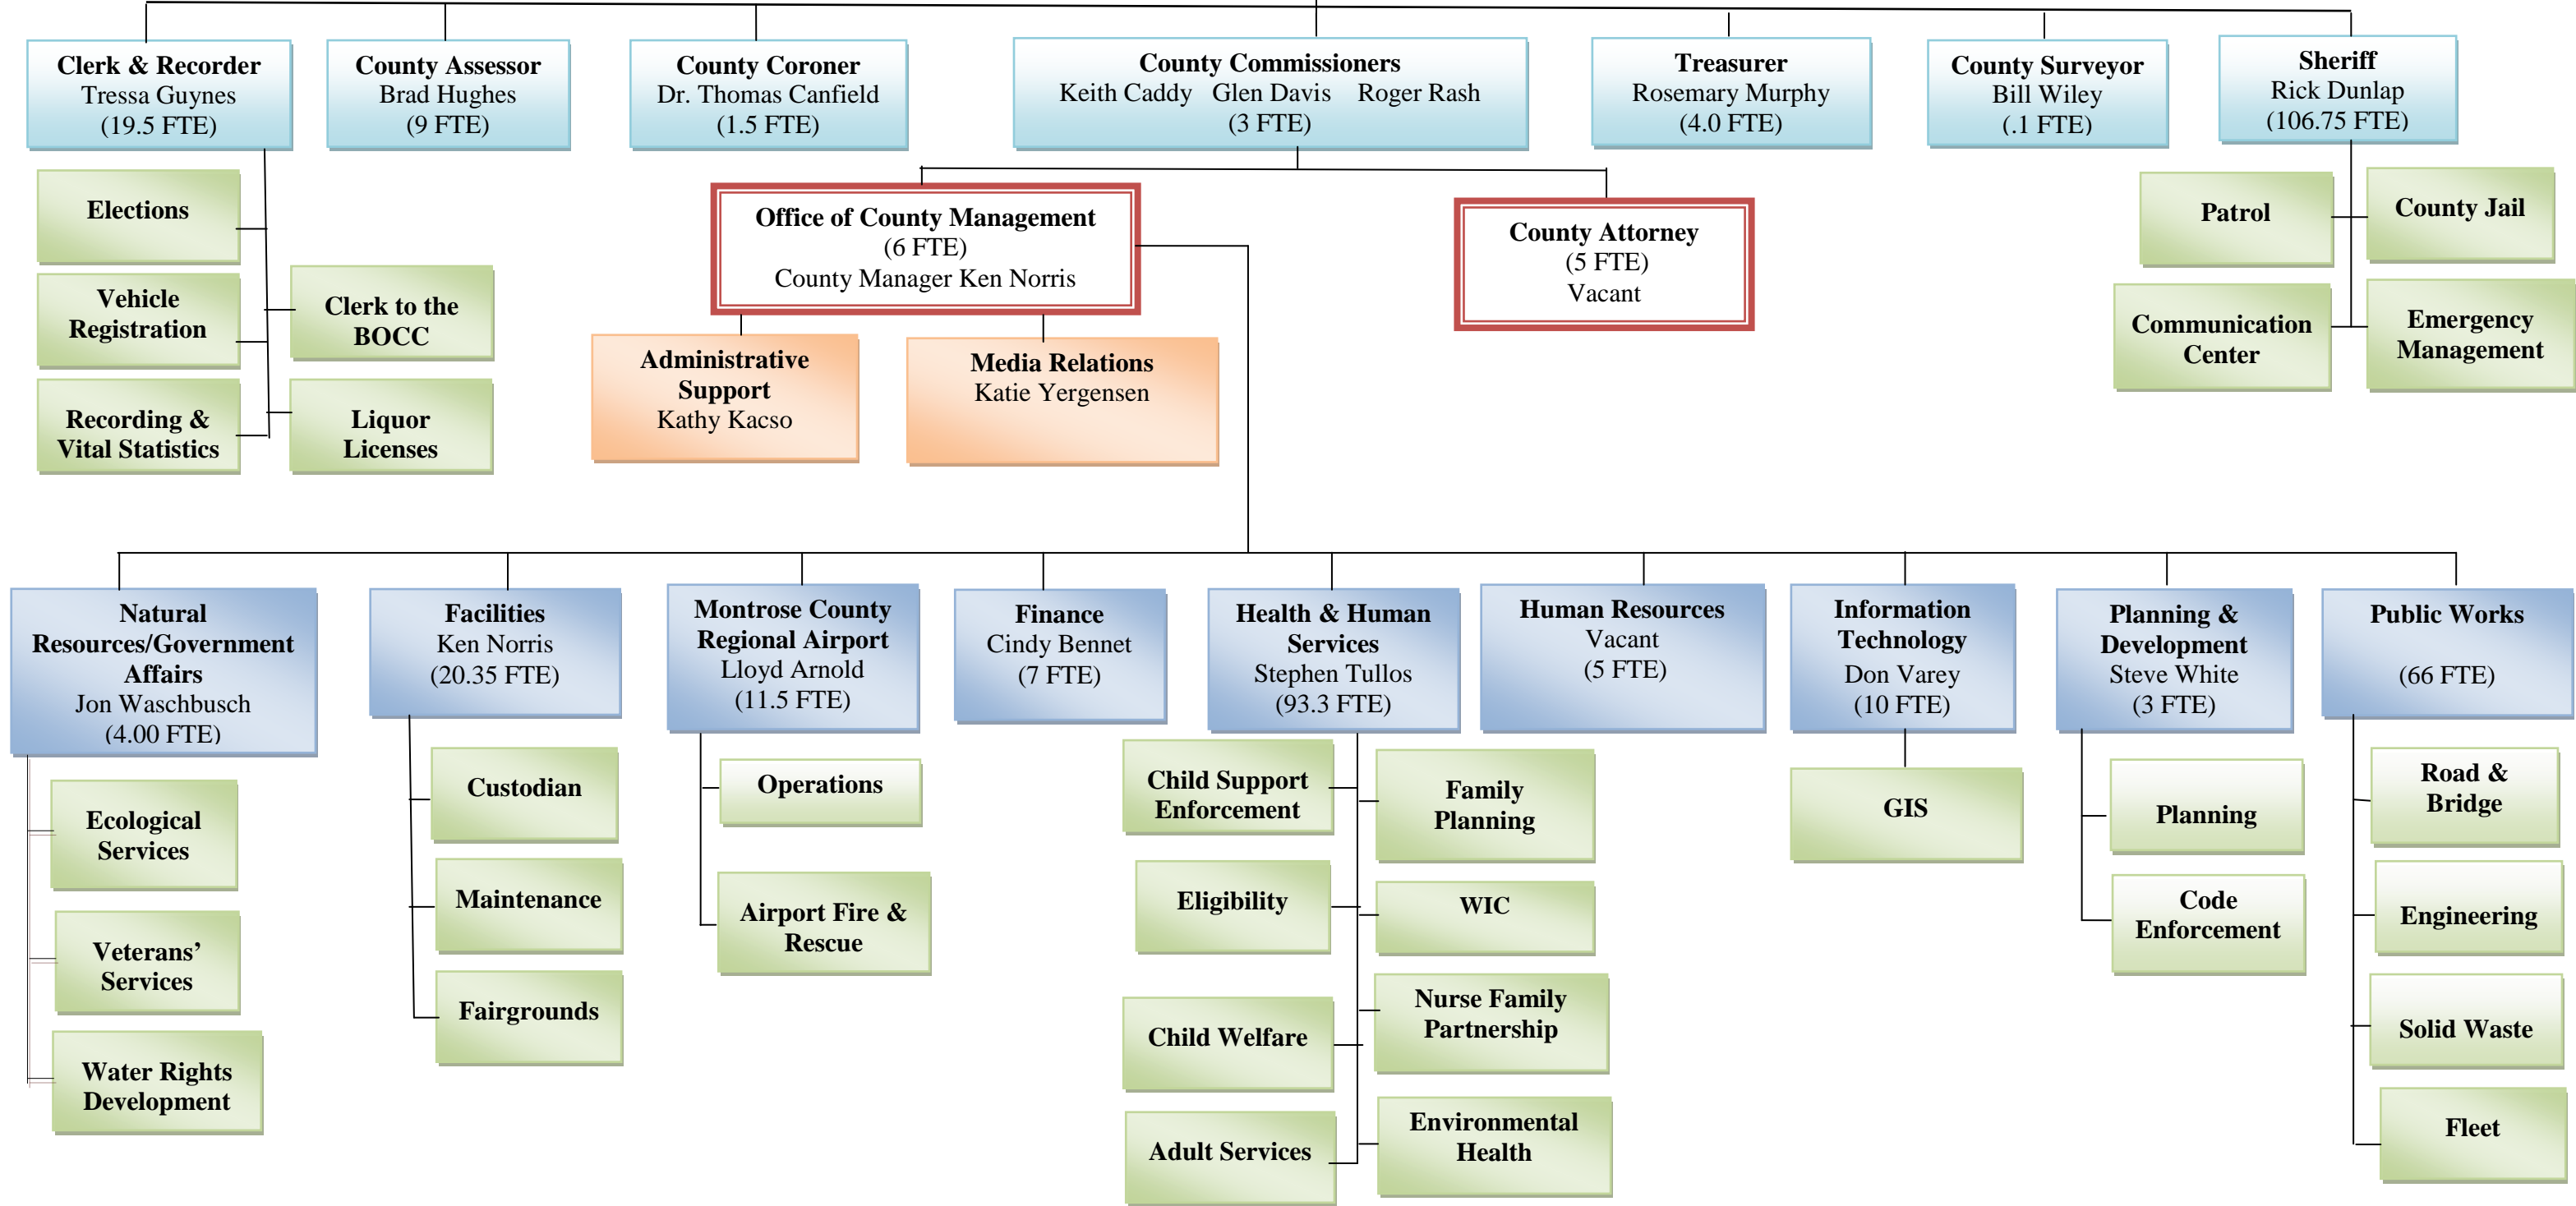 Clerk & Recorder
Tressa Guynes
(19.5 FTE)
County Assessor
Brad Hughes
(9 FTE)
County Coroner
Dr. Thomas Canfield
(1.5 FTE)
County Commissioners
Keith Caddy Glen Davis Roger Rash
(3 FTE)
Treasurer
Rosemary Murphy
(4.0 FTE)
County Surveyor
Bill Wiley
(.1 FTE)
Sheriff
Rick Dunlap
(106.75 FTE)
Elections
Vehicle
Registration
Recording &
Vital Statistics
Clerk to the
BOCC
Liquor
Licenses
Office of County Management
(6 FTE)
County Manager Ken Norris
County Attorney
(5 FTE)
Vacant
Administrative
Support
Kathy Kacso
Media Relations
Katie Yergensen
Patrol
County Jail
Communication
Center
Emergency
Management
Natural
Resources/Government
Affairs
Jon Waschbusch
(4.00 FTE)
Facilities
Ken Norris
(20.35 FTE)
Montrose County
Regional Airport
Lloyd Arnold
(11.5 FTE)
Finance
Cindy Bennet
(7 FTE)
Health & Human
Services
Stephen Tullos
(93.3 FTE)
Human Resources
Vacant
(5 FTE)
Information
Technology
Don Varey
(10 FTE)
Planning &
Development
Steve White
(3 FTE)
Public Works
(66 FTE)
Ecological
Services
Veterans’
Services
Water Rights
Development
Custodian
Maintenance
Fairgrounds
Operations
Airport Fire &
Rescue
Child Support
Enforcement
Eligibility
Child Welfare
Adult Services
Family
Planning
WIC
Nurse Family
Partnership
Environmental
Health
GIS
Planning
Code
Enforcement
Road &
Bridge
Engineering
Solid Waste
Fleet